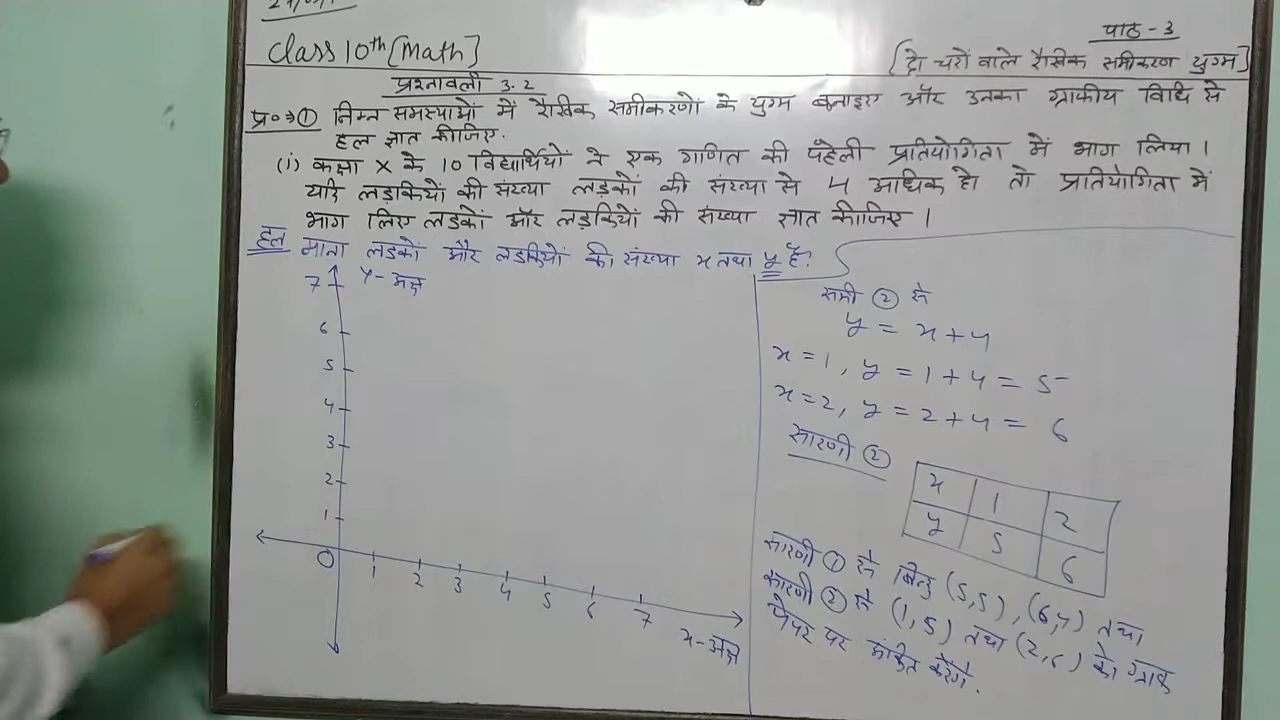 Class 10th [Math]
पाठ-3
[दो चरों वाले रैखिक समीकरण युग्म]
प्रश्नावली 3.2
प्र०→① निम्न समस्याओं में रैखिक समीकरणों के युग्म बनाइए और उनका ग्राफीय विधि से
हल ज्ञात कीजिए.
(i) कक्षा X के 10 विद्यार्थियों ने एक गणित की पहेली प्रतियोगिता में भाग लिया।
यदि लड़कियों की संख्या लड़कों की संख्या से 4 अधिक हो तो प्रतियोगिता में
भाग लिए लड़कों और लड़कियों की संख्या ज्ञात कीजिए।
हल माना लडकों और लडकियों की संख्या x तथा y है?
7 Y-अक्ष
6
5
4
3
2
1
0 1 2 3 4 5 6 7
x-अक्ष
समी ② से
y = x+4
x=1, y = 1+4 = 5
x=2, y = 2+4 = 6
सारणी ②
x 1 2
y 5 6
सारणी ① से बिन्दु (5,5), (6,4) तथा
सारणी ② से (1,5) तथा (2,6) को ग्राफ
पेपर पर अंकित करेंगे.